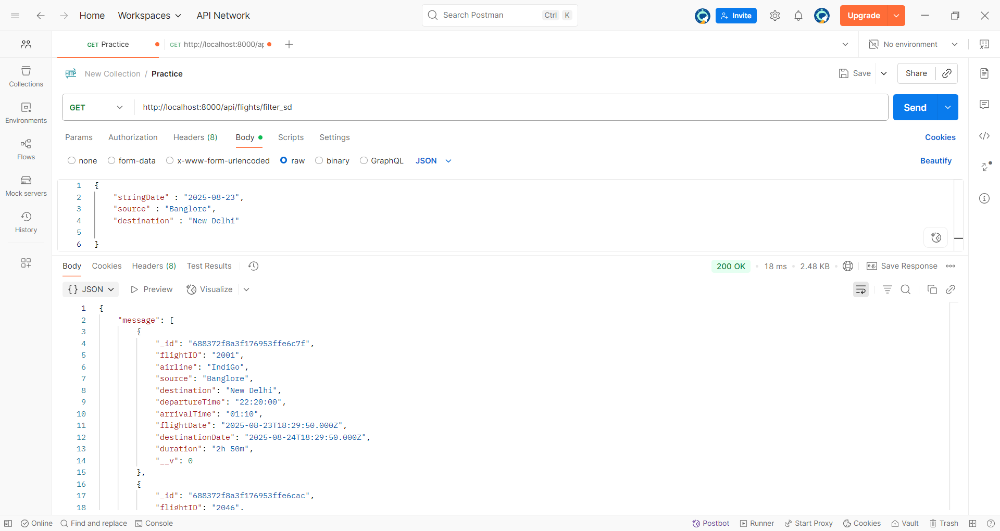 Home Workspaces API Network Search Postman Ctrl K Invite Upgrade
GET Practice GET http://localhost:8000/ap No environment
HTTP New Collection / Practice Save Share
GET http://localhost:8000/api/flights/filter_sd Send
Params Authorization Headers (8) Body Scripts Settings Cookies
none form-data x-www-form-urlencoded raw binary GraphQL JSON Beautify
Collections
Environments
Flows
Mock servers
History
1 {
2 "stringDate" : "2025-08-23",
3 "source" : "Banglore",
4 "destination" : "New Delhi"
5
6 }
Body Cookies Headers (8) Test Results 200 OK • 18 ms • 2.48 KB • e.g. Save Response
{} JSON Preview Visualize
1 {
2 "message": [
3 {
4 "_id": "688372f8a3f176953ffe6c7f",
5 "flightID": "2001",
6 "airline": "IndiGo",
7 "source": "Banglore",
8 "destination": "New Delhi",
9 "departureTime": "22:20:00",
10 "arrivalTime": "01:10",
11 "flightDate": "2025-08-23T18:29:50.000Z",
12 "destinationDate": "2025-08-24T18:29:50.000Z",
13 "duration": "2h 50m",
14 "__v": 0
15 },
16 {
17 "_id": "688372f8a3f176953ffe6cac",
18 "flightID": "2046",
Online Find and replace Console Postbot Runner Start Proxy Cookies Vault Trash